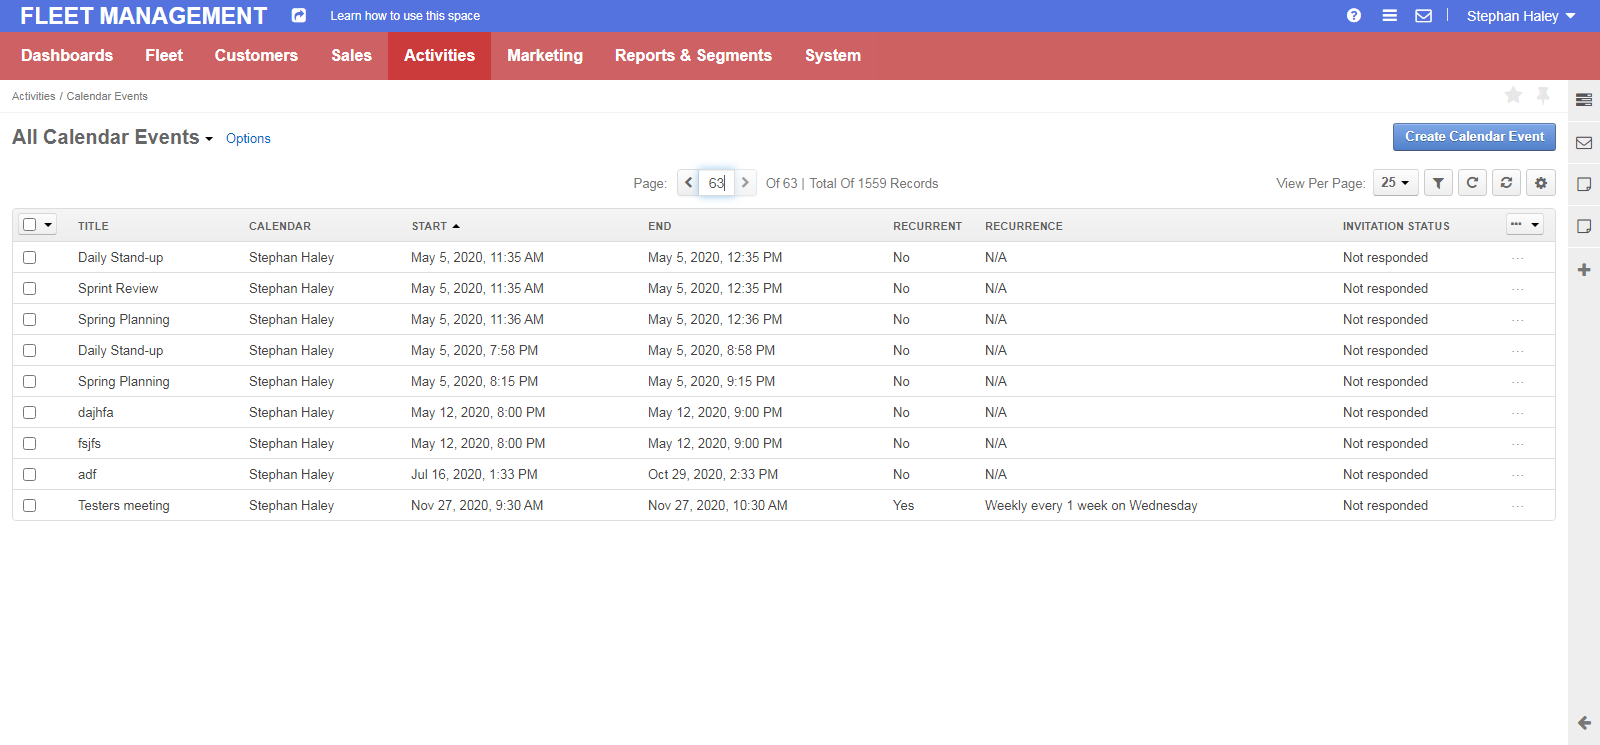 FLEET MANAGEMENT Learn how to use this space Stephan Haley
Dashboards Fleet Customers Sales Activities Marketing Reports & Segments System
Activities / Calendar Events
All Calendar Events Options Create Calendar Event
Page: 63 Of 63 | Total Of 1559 Records View Per Page: 25
TITLE CALENDAR START END RECURRENT RECURRENCE INVITATION STATUS
Daily Stand-up Stephan Haley May 5, 2020, 11:35 AM May 5, 2020, 12:35 PM No N/A Not responded
Sprint Review Stephan Haley May 5, 2020, 11:35 AM May 5, 2020, 12:35 PM No N/A Not responded
Spring Planning Stephan Haley May 5, 2020, 11:36 AM May 5, 2020, 12:36 PM No N/A Not responded
Daily Stand-up Stephan Haley May 5, 2020, 7:58 PM May 5, 2020, 8:58 PM No N/A Not responded
Spring Planning Stephan Haley May 5, 2020, 8:15 PM May 5, 2020, 9:15 PM No N/A Not responded
dajhfa Stephan Haley May 12, 2020, 8:00 PM May 12, 2020, 9:00 PM No N/A Not responded
fsjfs Stephan Haley May 12, 2020, 8:00 PM May 12, 2020, 9:00 PM No N/A Not responded
adf Stephan Haley Jul 16, 2020, 1:33 PM Oct 29, 2020, 2:33 PM No N/A Not responded
Testers meeting Stephan Haley Nov 27, 2020, 9:30 AM Nov 27, 2020, 10:30 AM Yes Weekly every 1 week on Wednesday Not responded